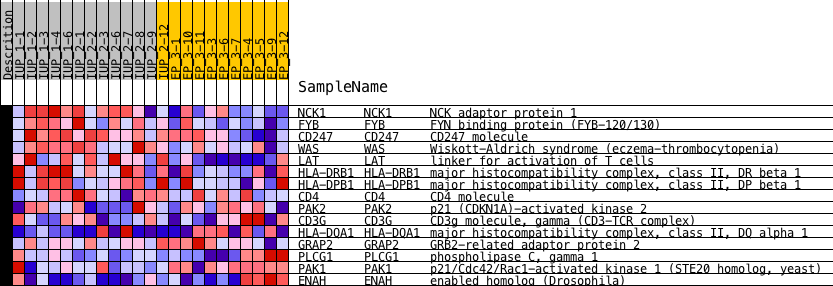 Descrition
IUP_1-1
IUP_1-2
IUP_1-3
IUP_1-4
IUP_1-6
IUP_2-1
IUP_2-2
IUP_2-3
IUP_2-6
IUP_2-7
IUP_2-8
IUP_2-9
IUP_2-12
EP_3-1
EP_3-10
EP_3-11
EP_3-3
EP_3-6
EP_3-7
EP_3-4
EP_3-5
EP_3-9
EP_3-12
SampleName
NCK1 NCK1 NCK adaptor protein 1
FYB FYB FYN binding protein (FYB-120/130)
CD247 CD247 CD247 molecule
WAS WAS Wiskott-Aldrich syndrome (eczema-thrombocytopenia)
LAT LAT linker for activation of T cells
HLA-DRB1 HLA-DRB1 major histocompatibility complex, class II, DR beta 1
HLA-DPB1 HLA-DPB1 major histocompatibility complex, class II, DP beta 1
CD4 CD4 CD4 molecule
PAK2 PAK2 p21 (CDKN1A)-activated kinase 2
CD3G CD3G CD3g molecule, gamma (CD3-TCR complex)
HLA-DQA1 HLA-DQA1 major histocompatibility complex, class II, DQ alpha 1
GRAP2 GRAP2 GRB2-related adaptor protein 2
PLCG1 PLCG1 phospholipase C, gamma 1
PAK1 PAK1 p21/Cdc42/Rac1-activated kinase 1 (STE20 homolog, yeast)
ENAH ENAH enabled homolog (Drosophila)